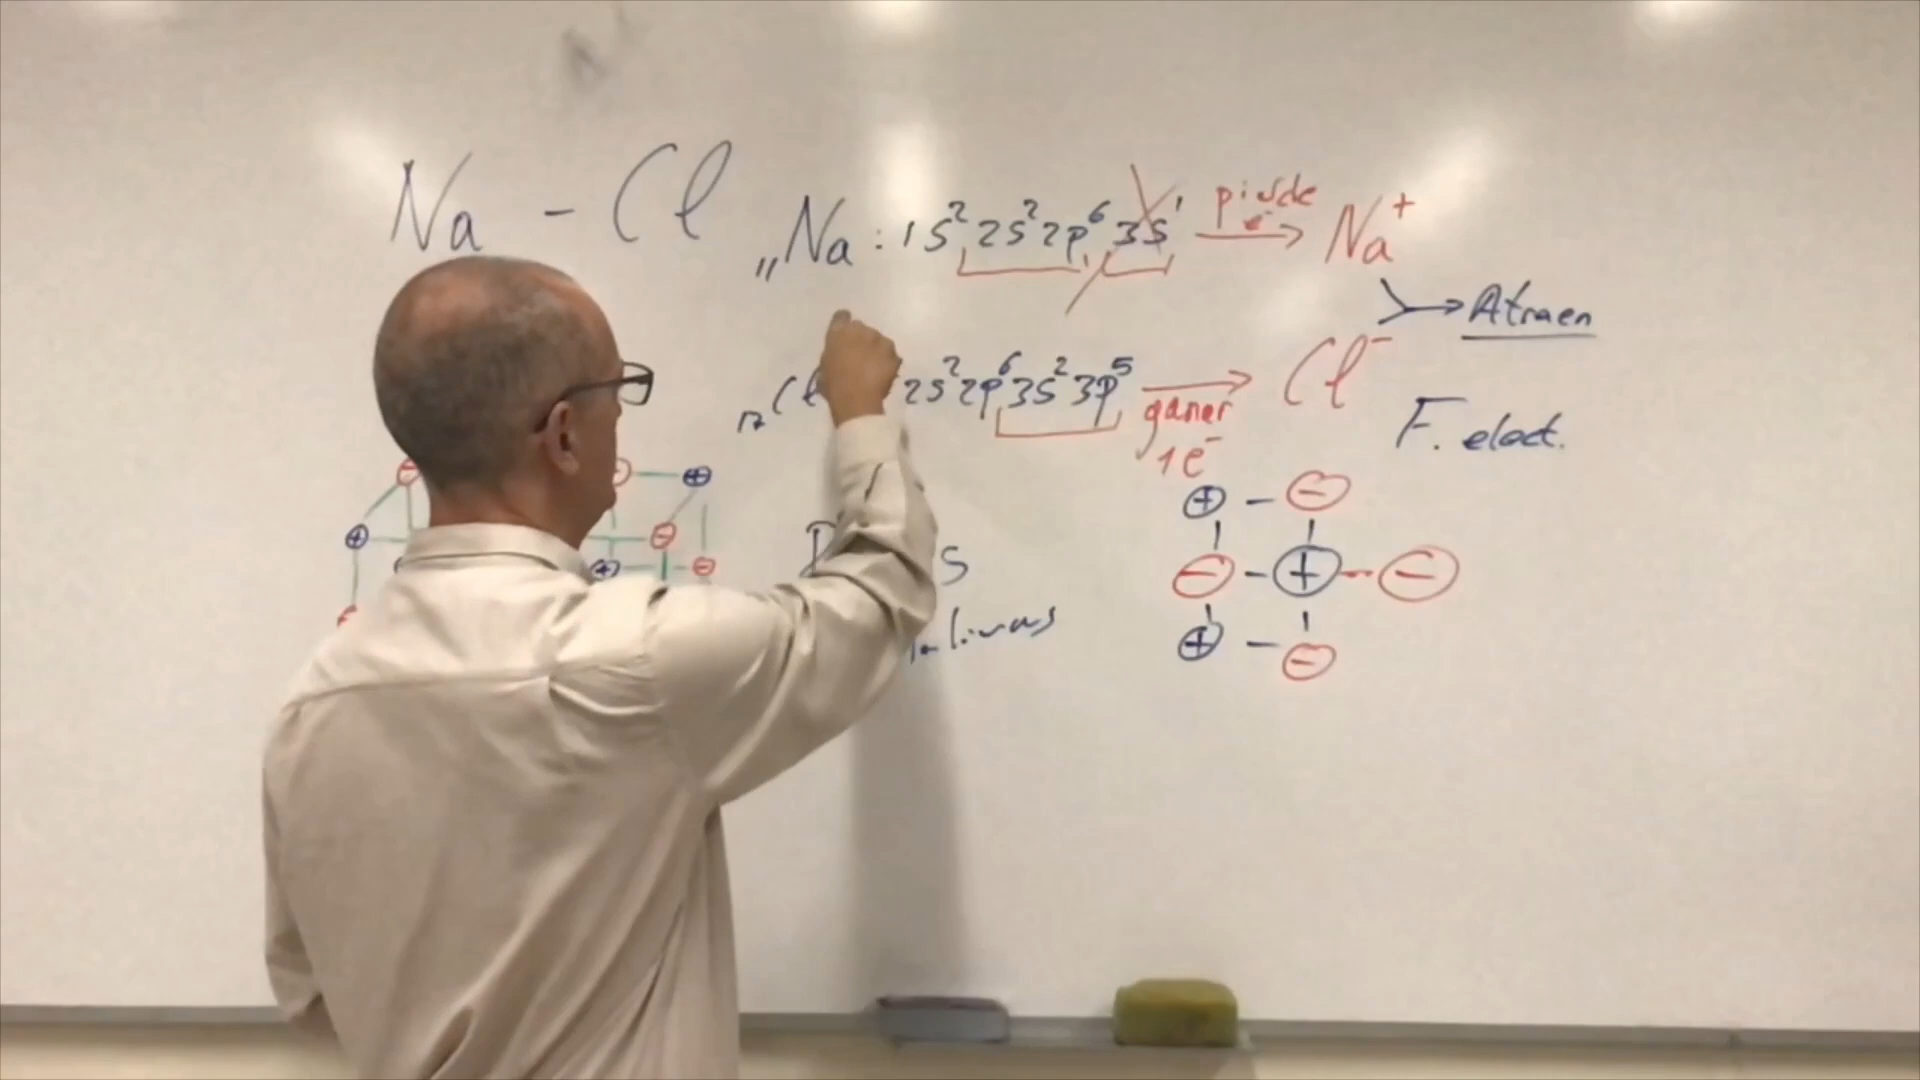 Na - Cl
₁₁Na : 1s² 2s² 2p⁶ 3s¹ pierde → Na⁺
→ Atraen
₁₇Cl 2s² 2p⁶ 3s² 3p⁵ → Cl⁻
ganar
1e⁻
F. elect.
⊕ - ⊖
⊖ - ⊕ - ⊖
⊕ - ⊖